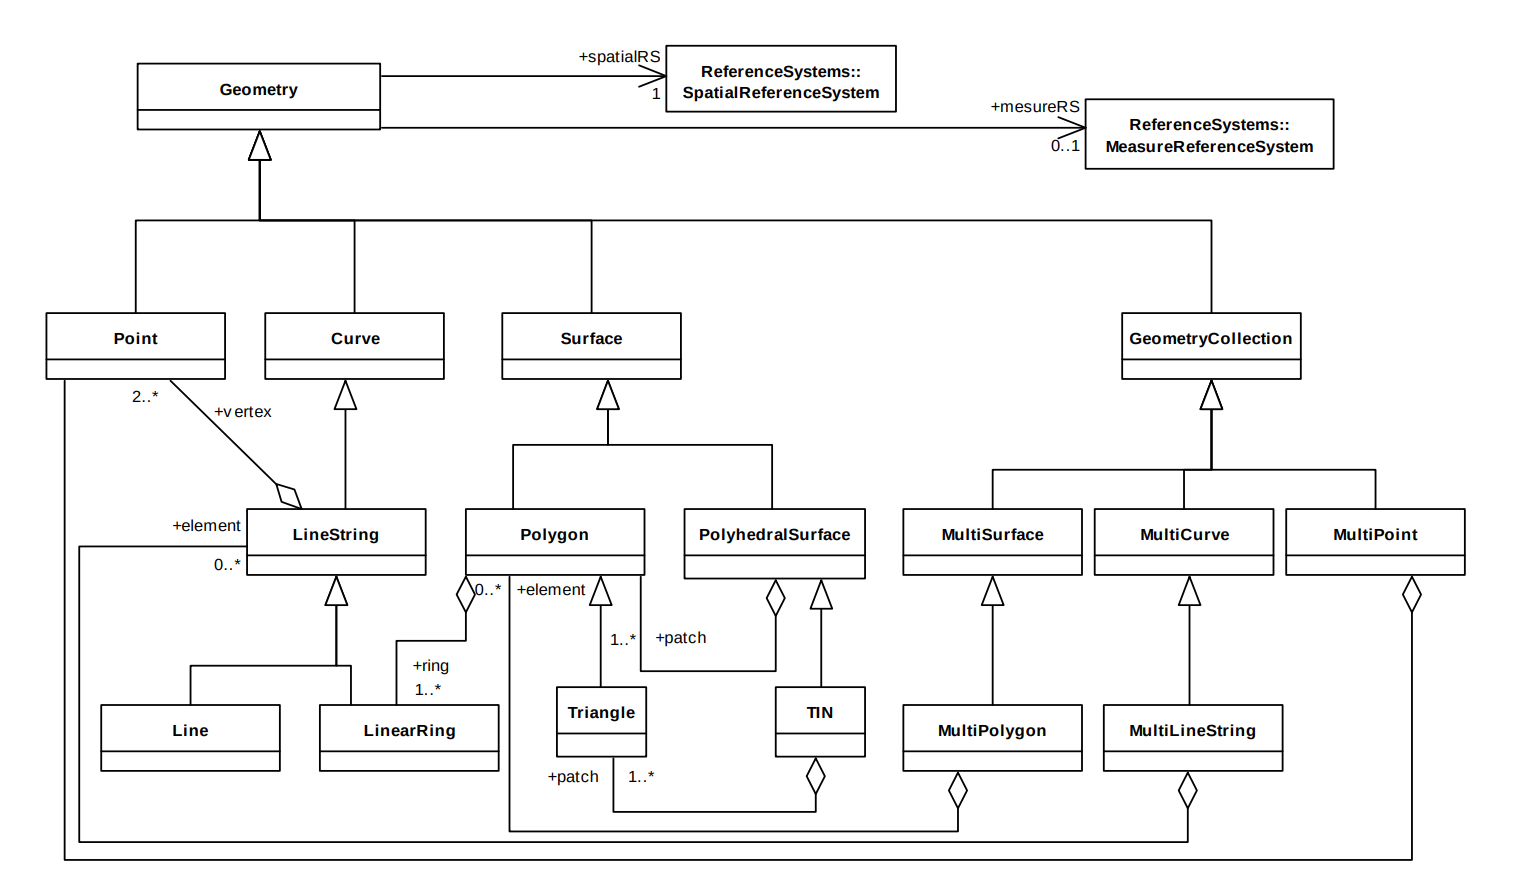 +spatialRS
ReferenceSystems::
SpatialReferenceSystem
1
Geometry
+mesureRS
ReferenceSystems::
MeasureReferenceSystem
0..1
Point
Curve
Surface
GeometryCollection
2..*
+vertex
+element
LineString
Polygon
PolyhedralSurface
MultiSurface
MultiCurve
MultiPoint
0..*
0..*
+element
1..*
+patch
+ring
1..*
Line
LinearRing
Triangle
TIN
MultiPolygon
MultiLineString
+patch
1..*